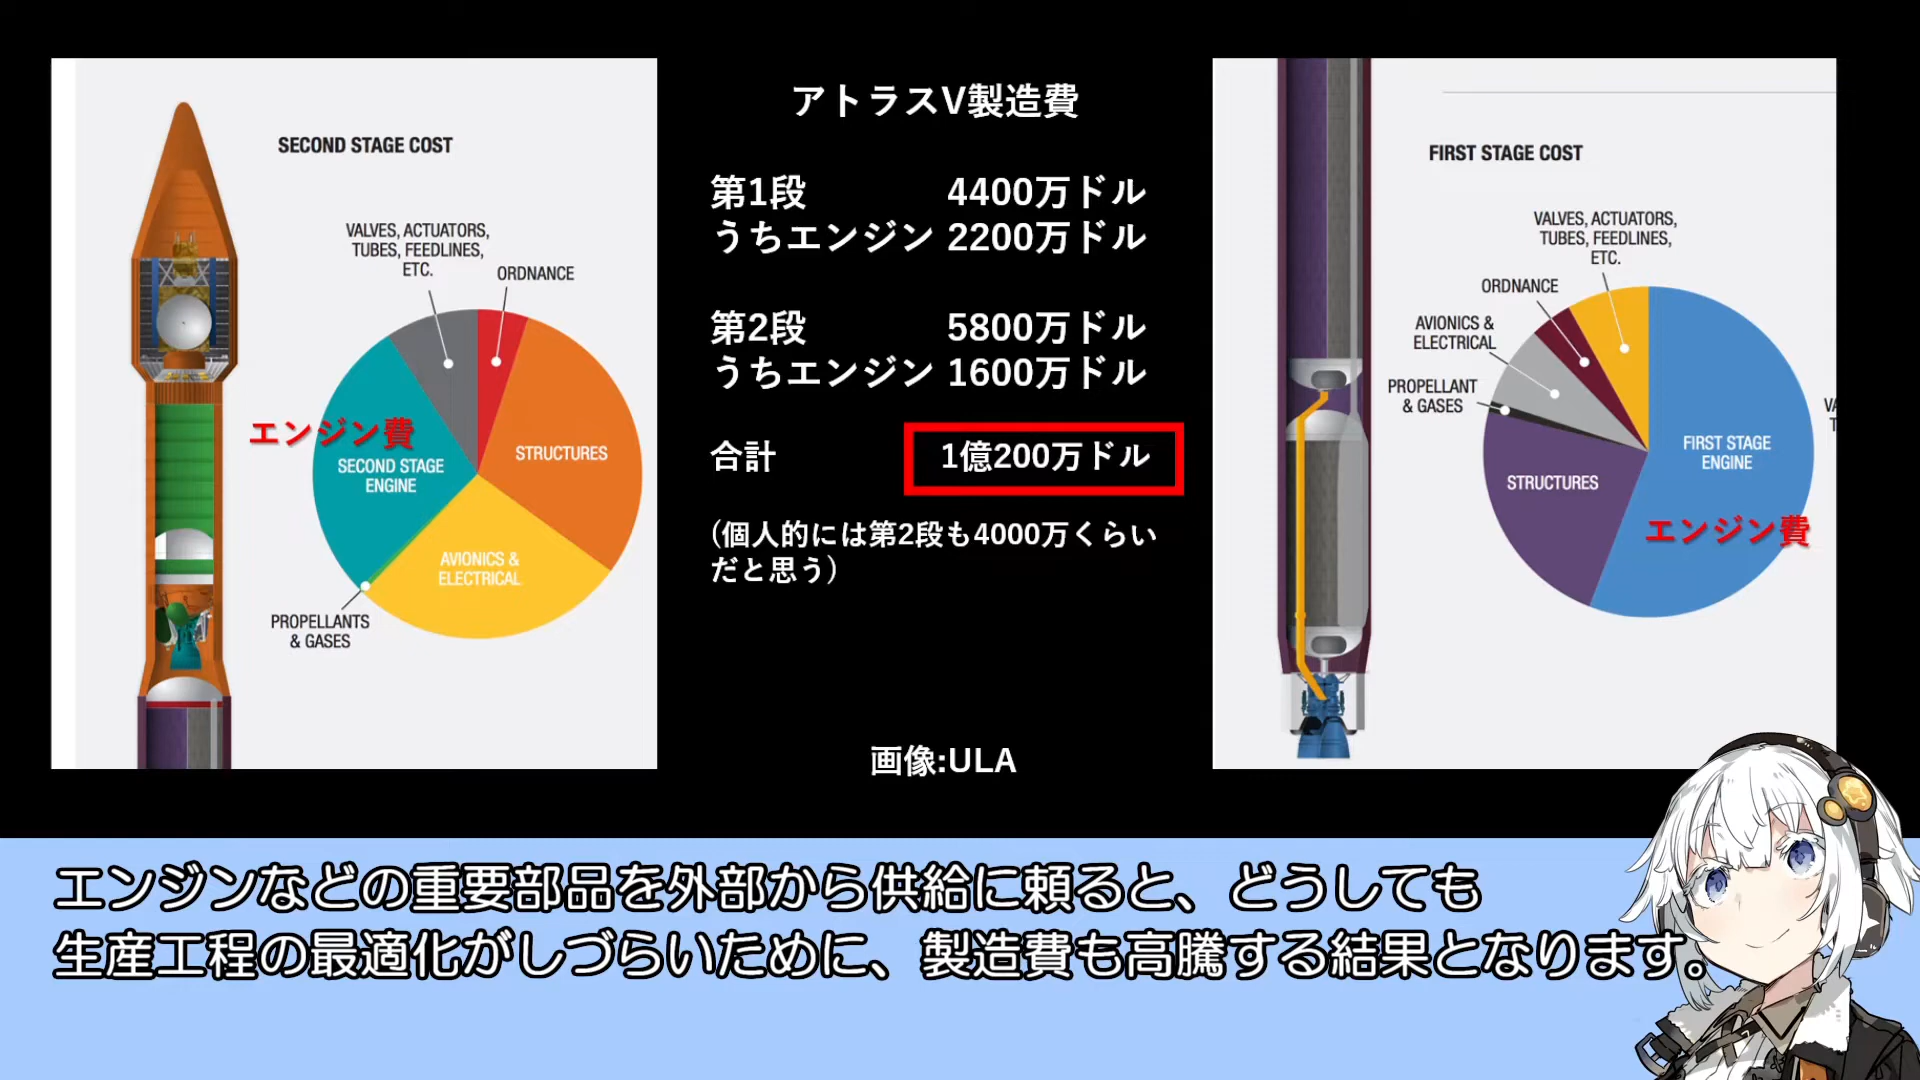 アトラスV製造費
第1段 4400万ドル
うちエンジン 2200万ドル
第2段 5800万ドル
うちエンジン 1600万ドル
合計 1億200万ドル
(個人的には第2段も4000万くらい
だと思う)
画像:ULA
SECOND STAGE COST
VALVES, ACTUATORS,
TUBES, FEEDLINES,
ETC.
ORDNANCE
STRUCTURES
エンジン費
SECOND STAGE
ENGINE
AVIONICS &
ELECTRICAL
PROPELLANTS
& GASES
FIRST STAGE COST
VALVES, ACTUATORS,
TUBES, FEEDLINES,
ETC.
ORDNANCE
AVIONICS &
ELECTRICAL
PROPELLANT
& GASES
FIRST STAGE
ENGINE
STRUCTURES
エンジン費
エンジンなどの重要部品を外部から供給に頼ると、どうしても
生産工程の最適化がしづらいために、製造費も高騰する結果となります。